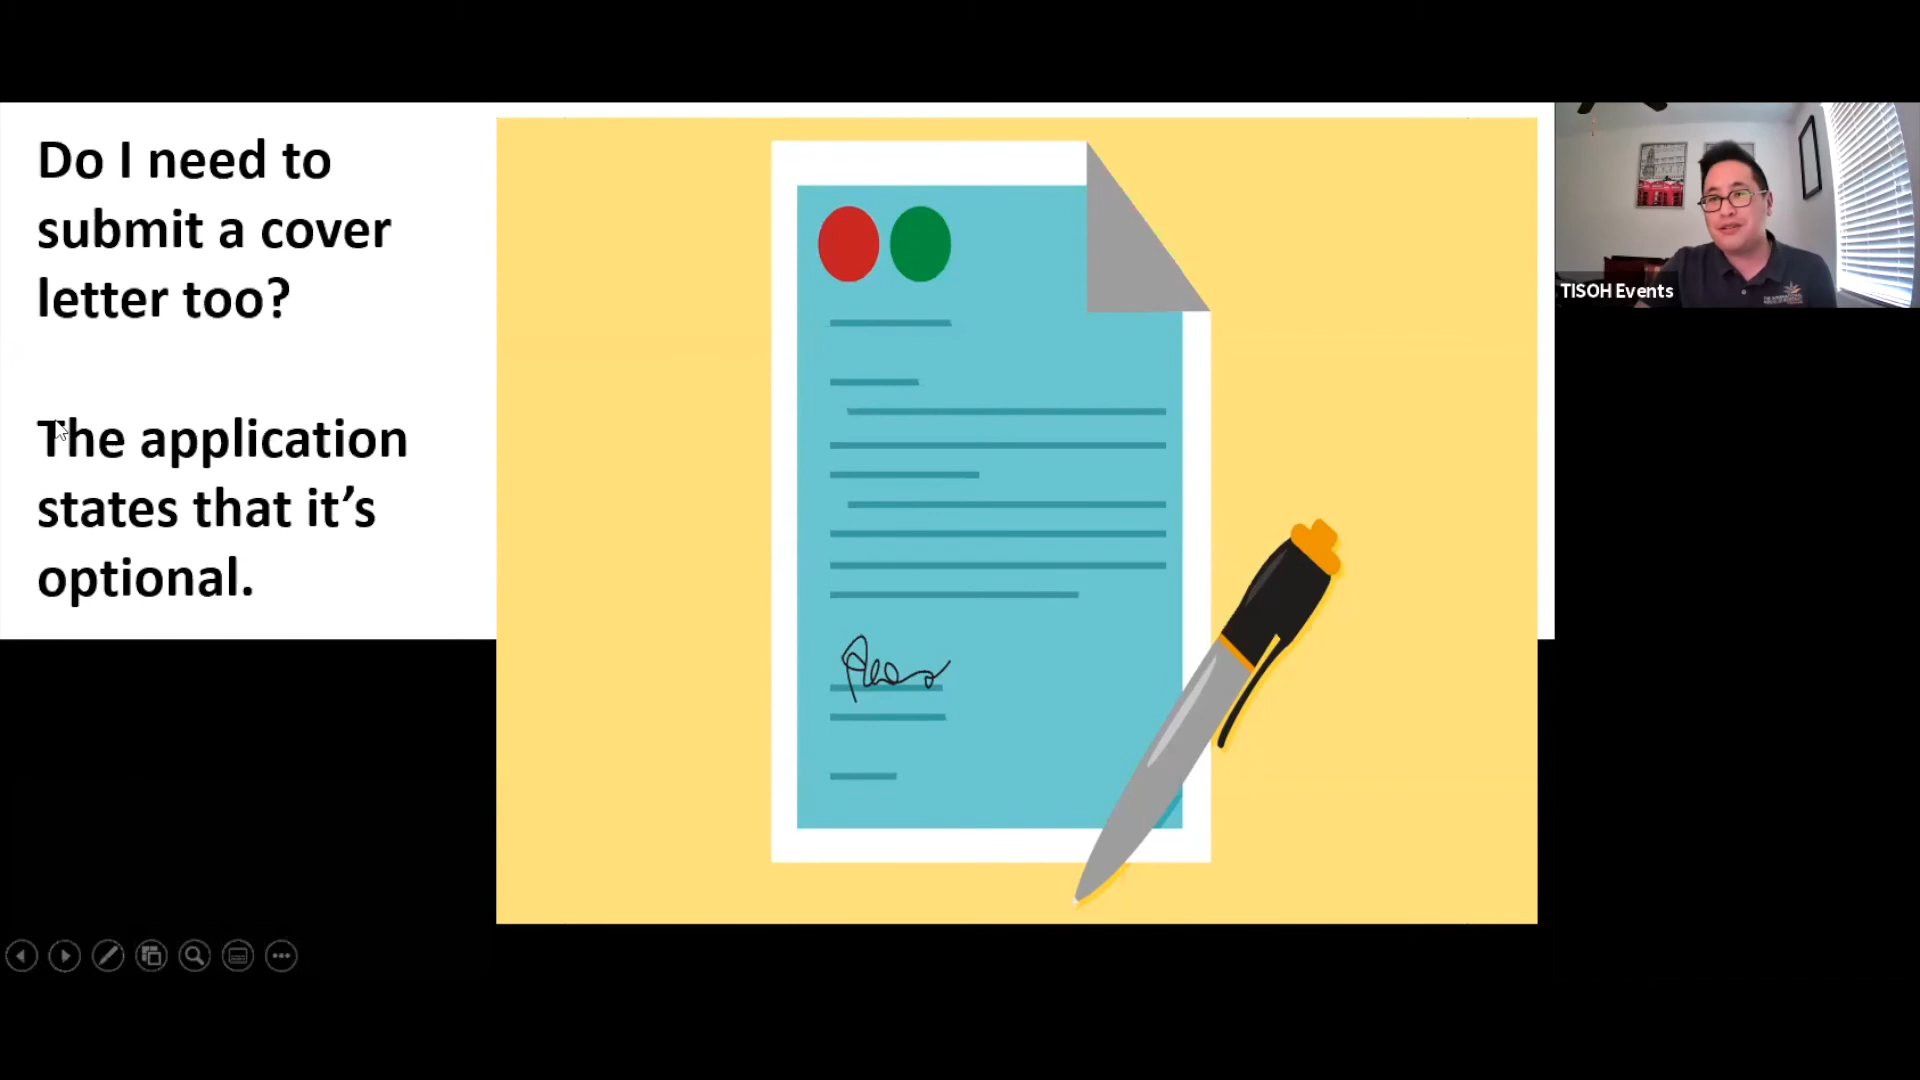 Do I need to
submit a cover
letter too?
The application
states that it's
optional.
TISOH Events